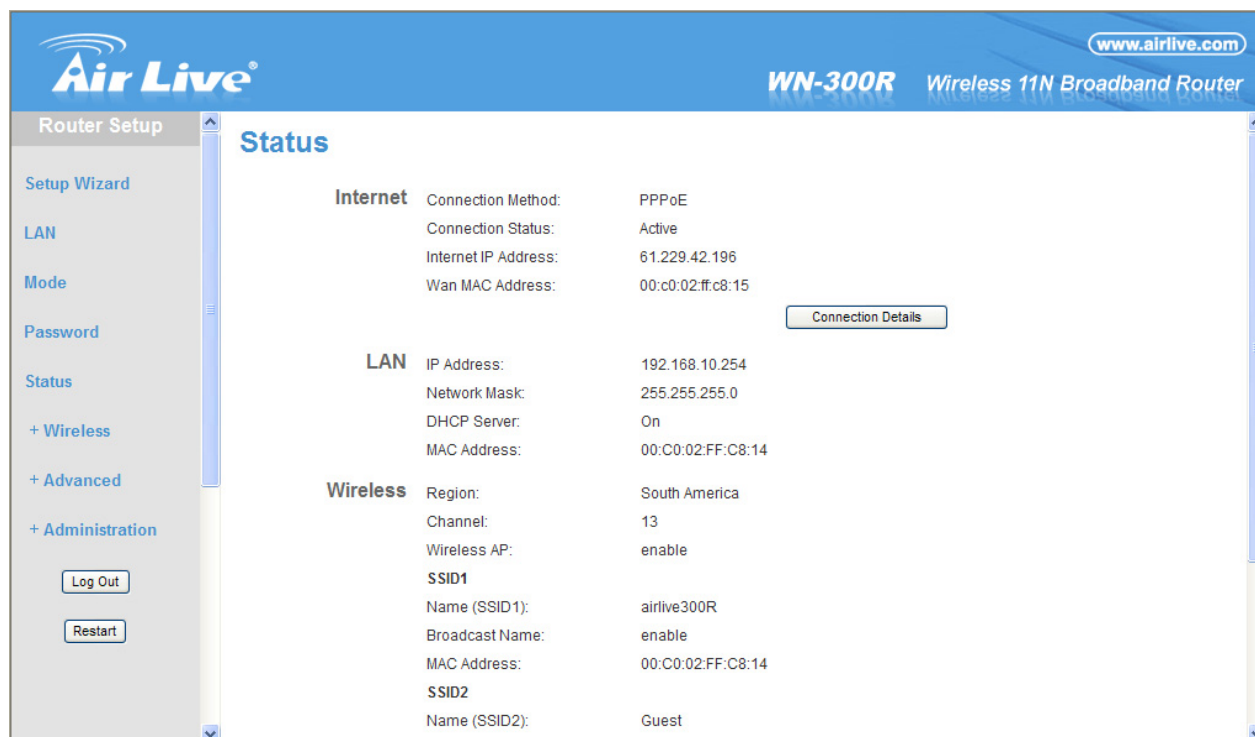 Air Live®
www.airlive.com
WN-300R Wireless 11N Broadband Router
Router Setup
Setup Wizard
LAN
Mode
Password
Status
+ Wireless
+ Advanced
+ Administration
Log Out
Restart
Status
Internet
Connection Method: PPPoE
Connection Status: Active
Internet IP Address: 61.229.42.196
Wan MAC Address: 00:c0:02:ff:c8:15
Connection Details
LAN
IP Address: 192.168.10.254
Network Mask: 255.255.255.0
DHCP Server: On
MAC Address: 00:C0:02:FF:C8:14
Wireless
Region: South America
Channel: 13
Wireless AP: enable
SSID1
Name (SSID1): airlive300R
Broadcast Name: enable
MAC Address: 00:C0:02:FF:C8:14
SSID2
Name (SSID2): Guest